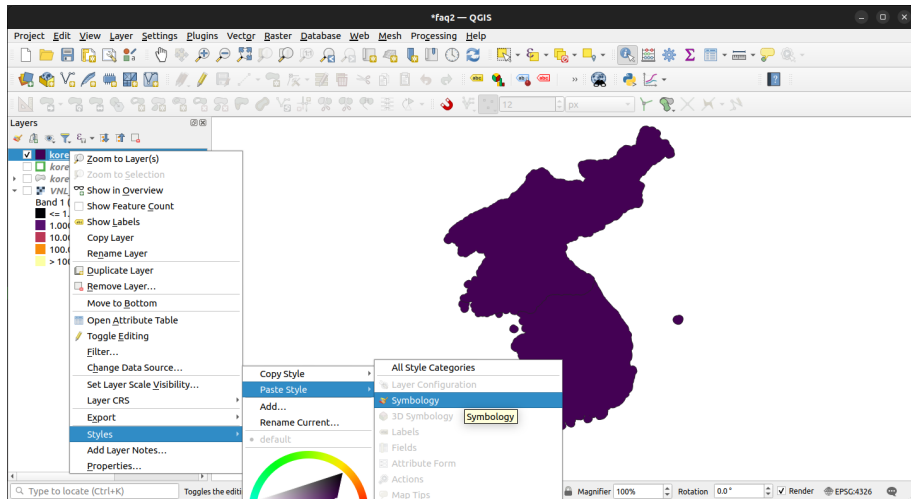 *faq2 — QGIS
Project Edit View Layer Settings Plugins Vector Raster Database Web Mesh Processing Help
abc
»
?
12
px
Layers
kore
kore
kore
VNL
Band 1 (
<= 1.
1.000
10.00
100.0
> 100
Zoom to Layer(s)
Zoom to Selection
Show in Overview
Show Feature Count
Show Labels
Copy Layer
Rename Layer
Duplicate Layer
Remove Layer…
Move to Bottom
Open Attribute Table
Toggle Editing
Filter…
Change Data Source…
Set Layer Scale Visibility…
Layer CRS
Export
Styles
Add Layer Notes…
Properties…
Copy Style
Paste Style
Add…
Rename Current…
default
All Style Categories
Layer Configuration
Symbology
3D Symbology
Symbology
Labels
Fields
Attribute Form
Actions
Map Tips
Type to locate (Ctrl+K)
Toggles the editi
Magnifier 100%
Rotation 0.0 °
Render
EPSG:4326